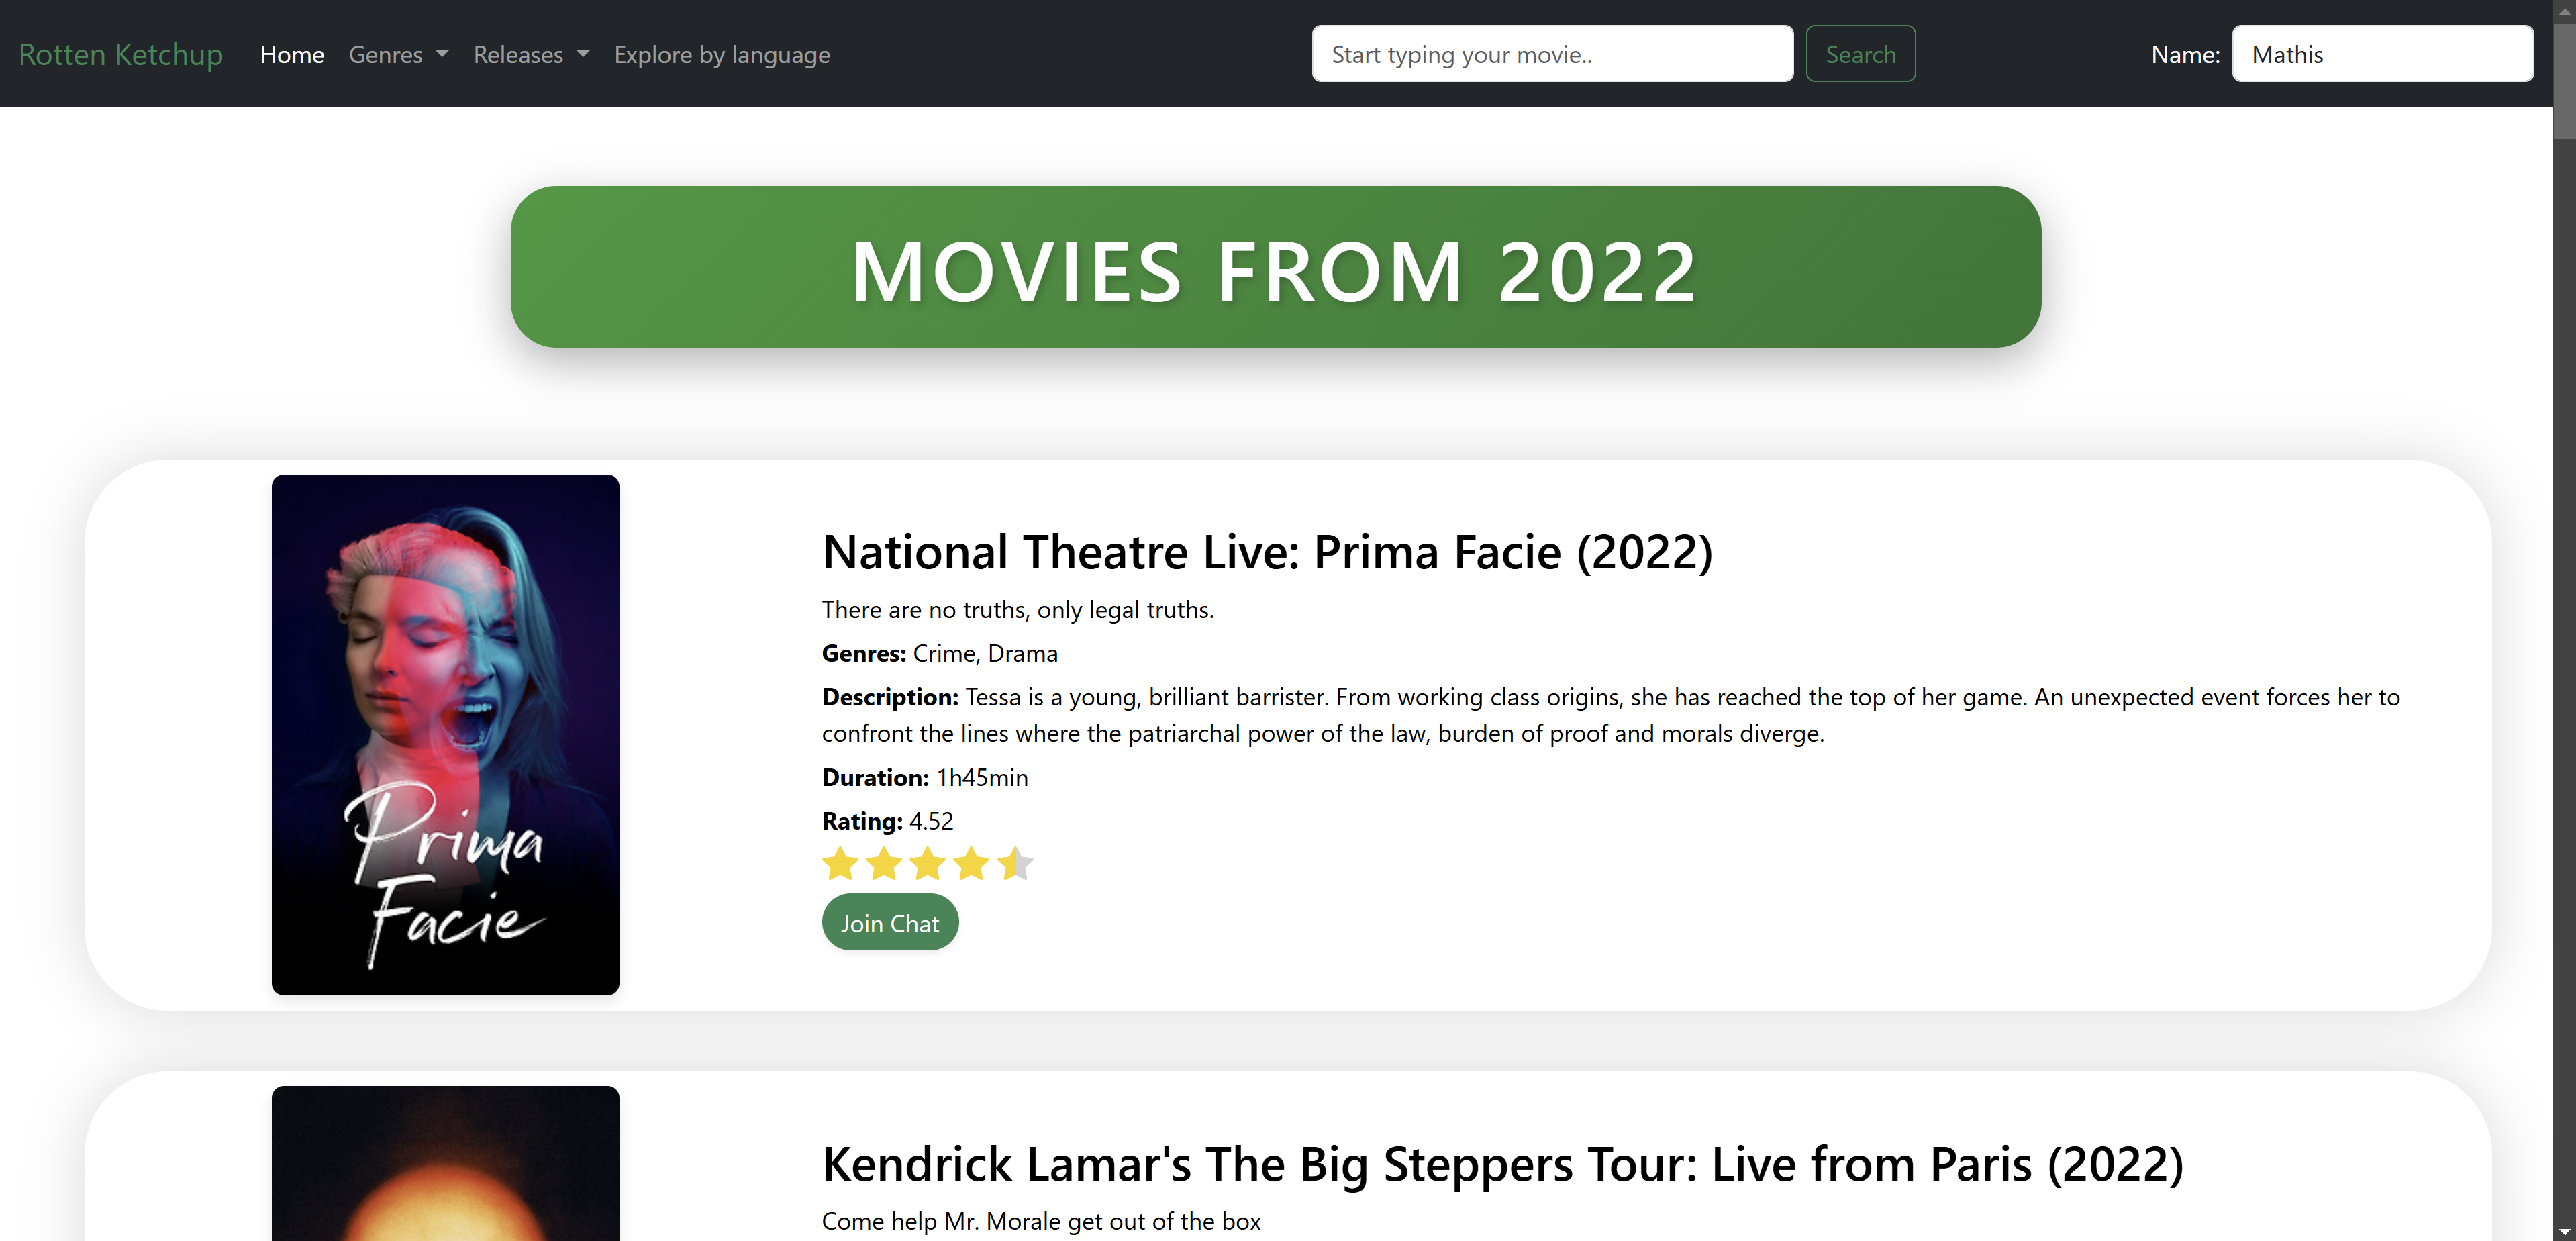 Rotten Ketchup Home Genres Releases Explore by language Start typing your movie.. Search Name: Mathis
MOVIES FROM 2022
National Theatre Live: Prima Facie (2022)
There are no truths, only legal truths.
Genres: Crime, Drama
Description: Tessa is a young, brilliant barrister. From working class origins, she has reached the top of her game. An unexpected event forces her to
confront the lines where the patriarchal power of the law, burden of proof and morals diverge.
Duration: 1h45min
Rating: 4.52
Join Chat
Prima
Facie
Kendrick Lamar's The Big Steppers Tour: Live from Paris (2022)
Come help Mr. Morale get out of the box